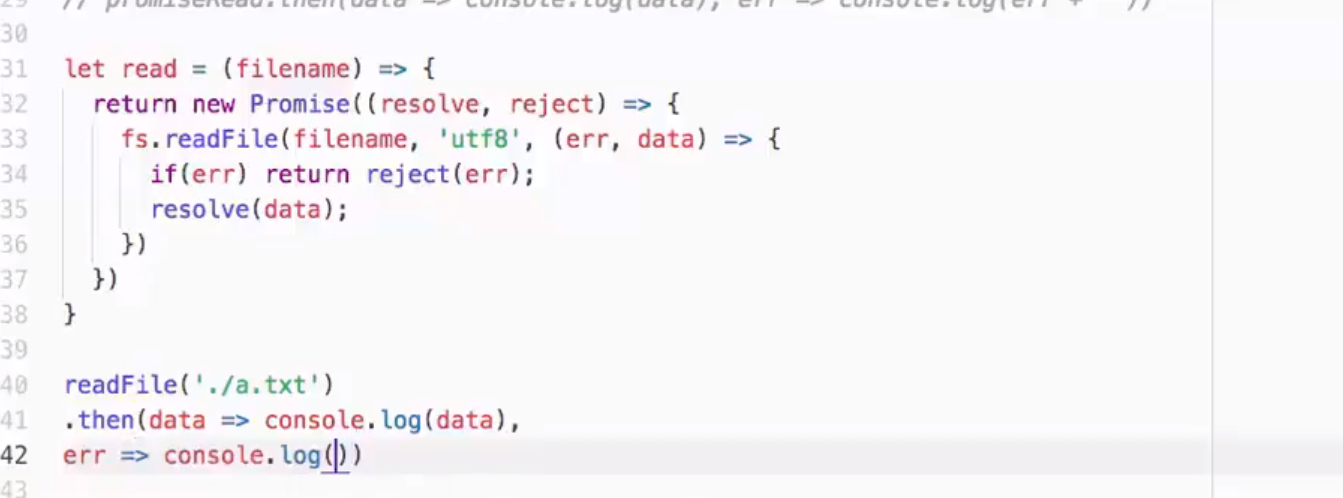 29 // promiseRead.then(data => console.log(data), err => console.log(err + ''))
30
31 let read = (filename) => {
32 return new Promise((resolve, reject) => {
33 fs.readFile(filename, 'utf8', (err, data) => {
34 if(err) return reject(err);
35 resolve(data);
36 })
37 })
38 }
39
40 readFile('./a.txt')
41 .then(data => console.log(data),
42 err => console.log())
43